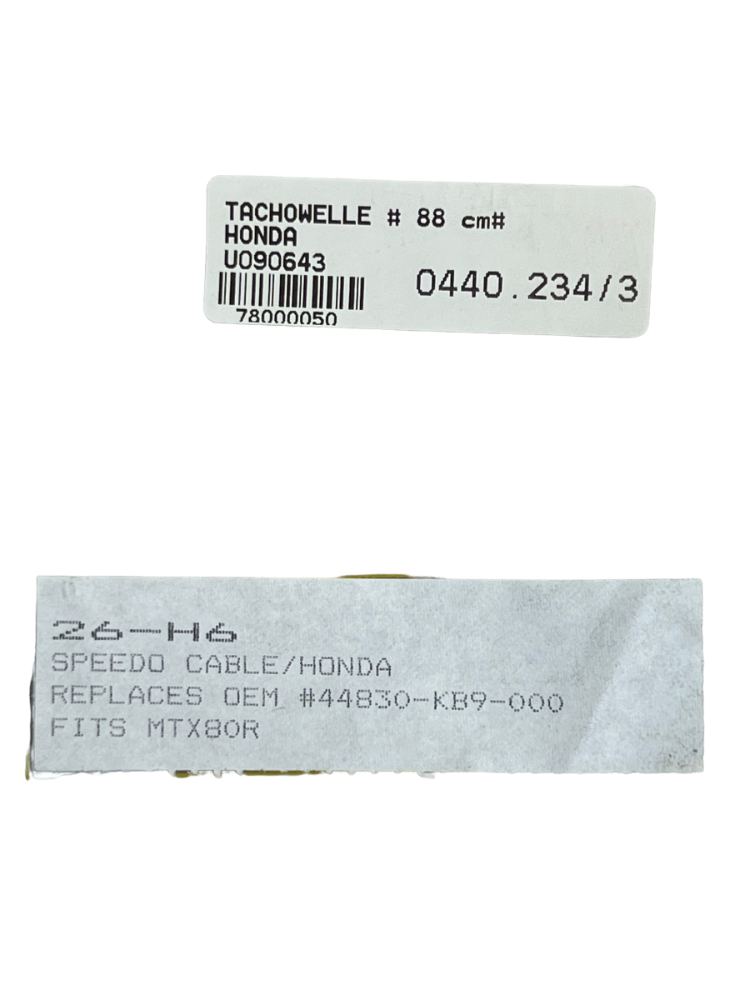 TACHOWELLE # 88 cm#
HONDA
U090643
0440.234/3
78000050
26-H6
SPEEDO CABLE/HONDA
REPLACES OEM #44830-KB9-000
FITS MTX80R